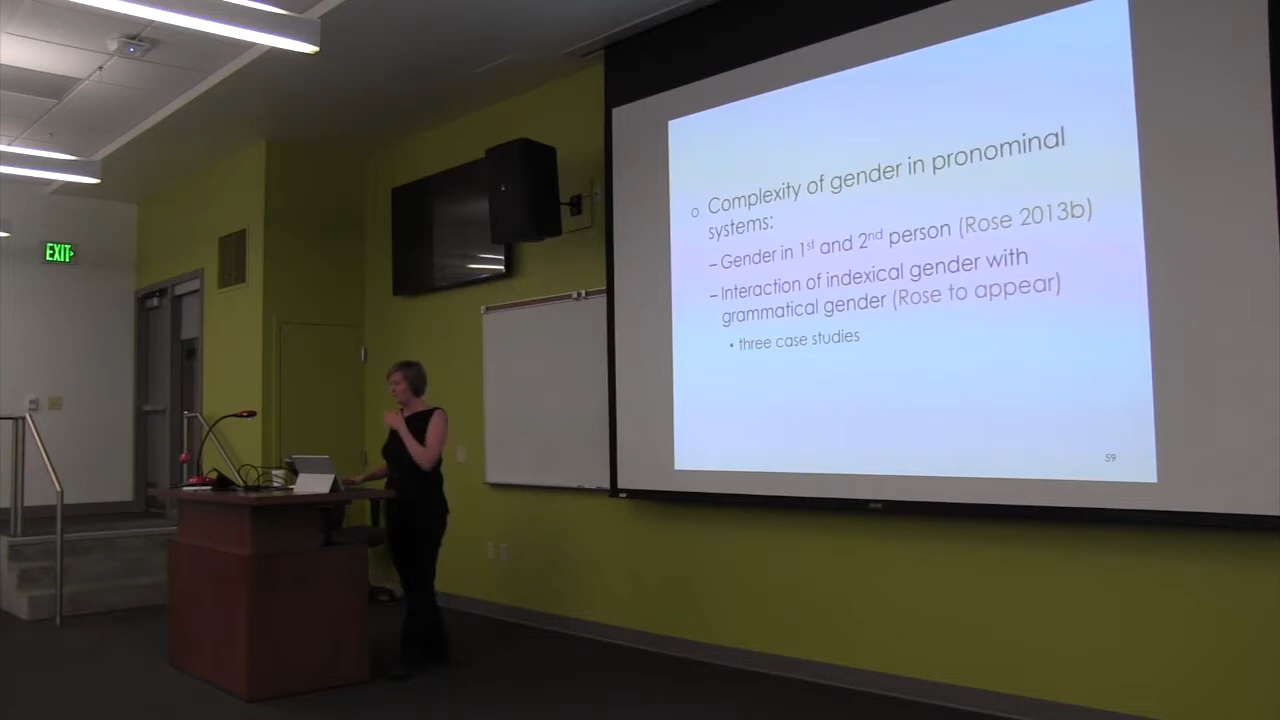 EXIT
o Complexity of gender in pronominal
systems:
– Gender in 1st and 2nd person (Rose 2013b)
– Interaction of indexical gender with
grammatical gender (Rose to appear)
• three case studies
59